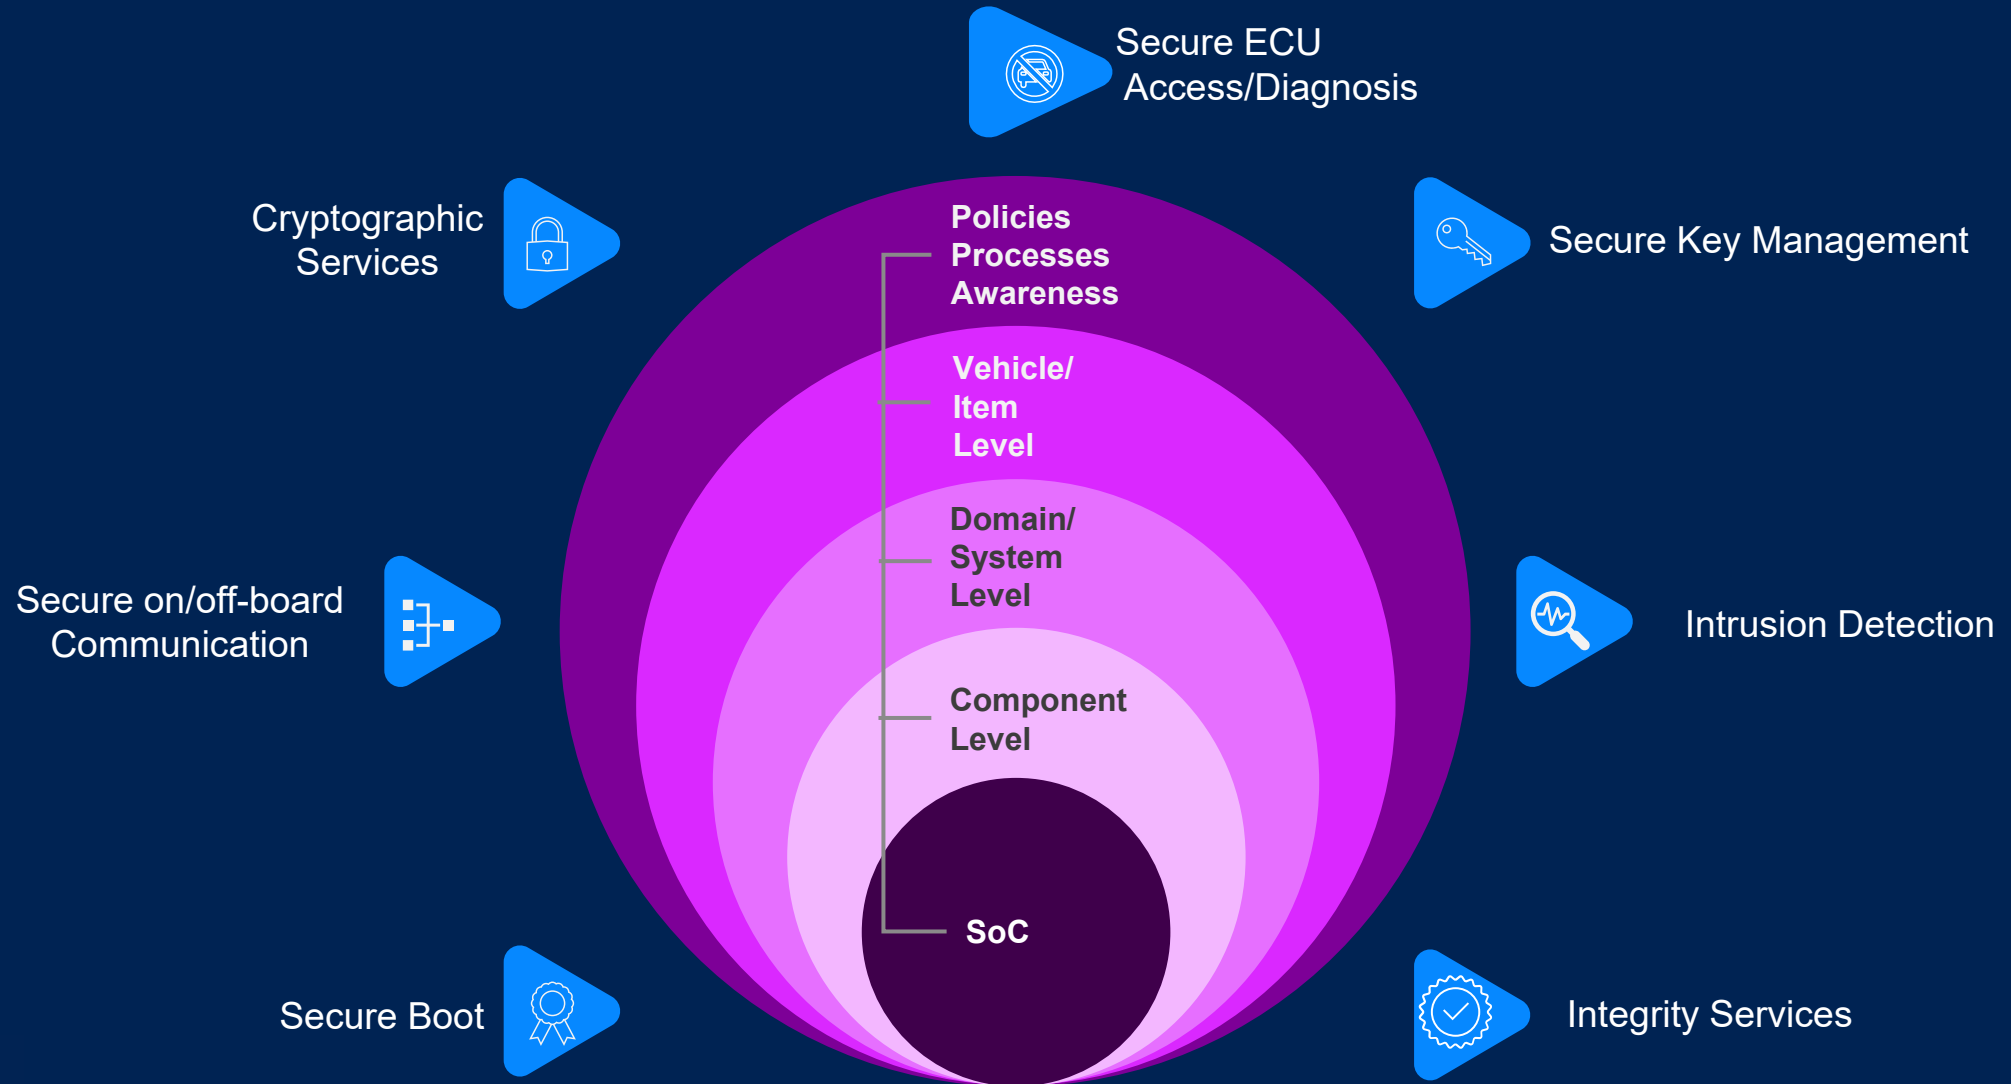 Secure ECU
Access/Diagnosis
Cryptographic
Services
Secure Key Management
Policies
Processes
Awareness
Vehicle/
Item
Level
Domain/
System
Level
Secure on/off-board
Communication
Intrusion Detection
Component
Level
SoC
Secure Boot
Integrity Services